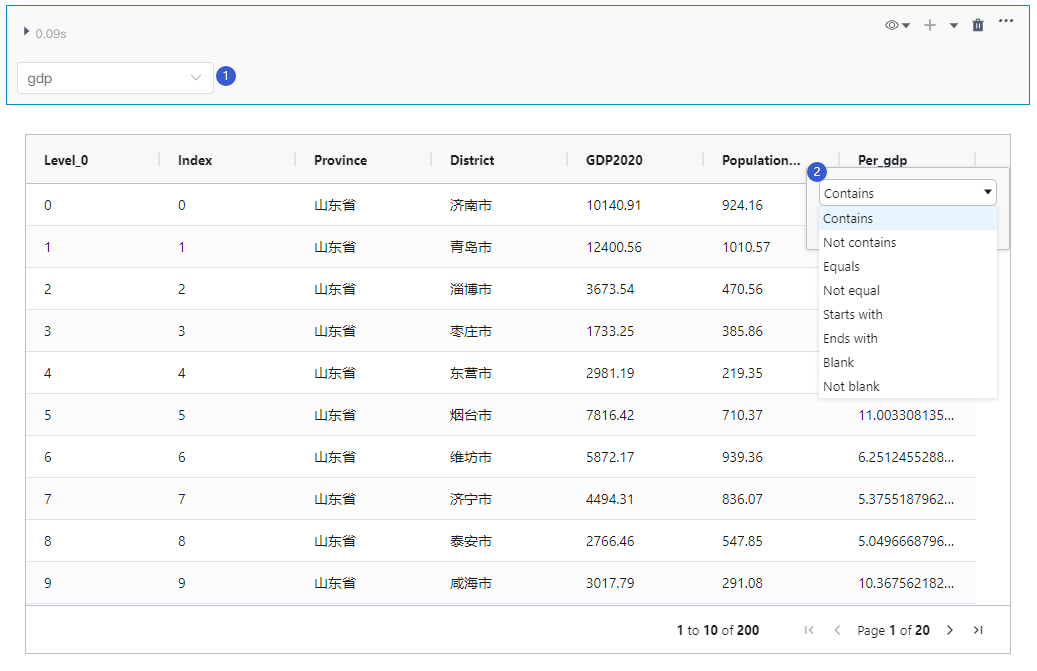 0.09s
gdp
1
Level_0 Index Province District GDP2020 Population... Per_gdp
2
Contains
Contains
Not contains
Equals
Not equal
Starts with
Ends with
Blank
Not blank
0 0 山东省 济南市 10140.91 924.16
1 1 山东省 青岛市 12400.56 1010.57
2 2 山东省 淄博市 3673.54 470.56
3 3 山东省 枣庄市 1733.25 385.86
4 4 山东省 东营市 2981.19 219.35
5 5 山东省 烟台市 7816.42 710.37 11.003308135...
6 6 山东省 维坊市 5872.17 939.36 6.2512455288...
7 7 山东省 济宁市 4494.31 836.07 5.3755187962...
8 8 山东省 泰安市 2766.46 547.85 5.0496668796...
9 9 山东省 咸海市 3017.79 291.08 10.367562182...
1 to 10 of 200 Page 1 of 20